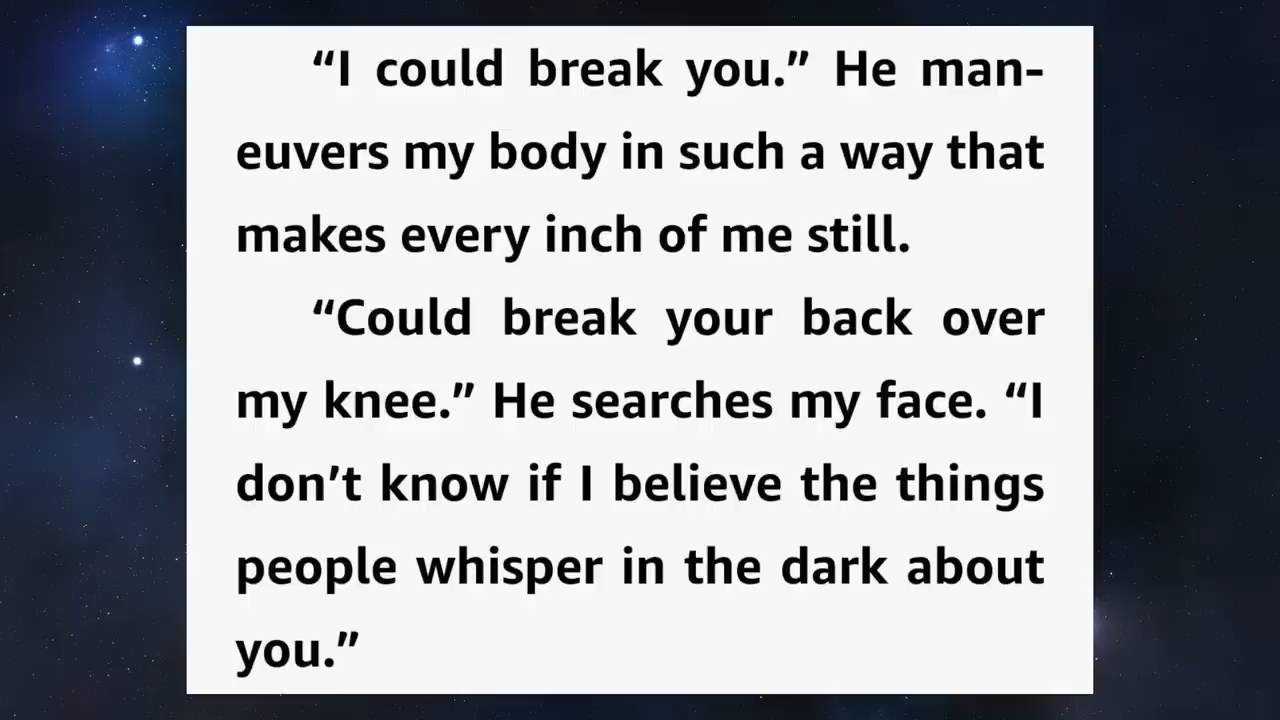 “I could break you.” He man-
euvers my body in such a way that
makes every inch of me still.
“Could break your back over
my knee.” He searches my face. “I
don’t know if I believe the things
people whisper in the dark about
you.”